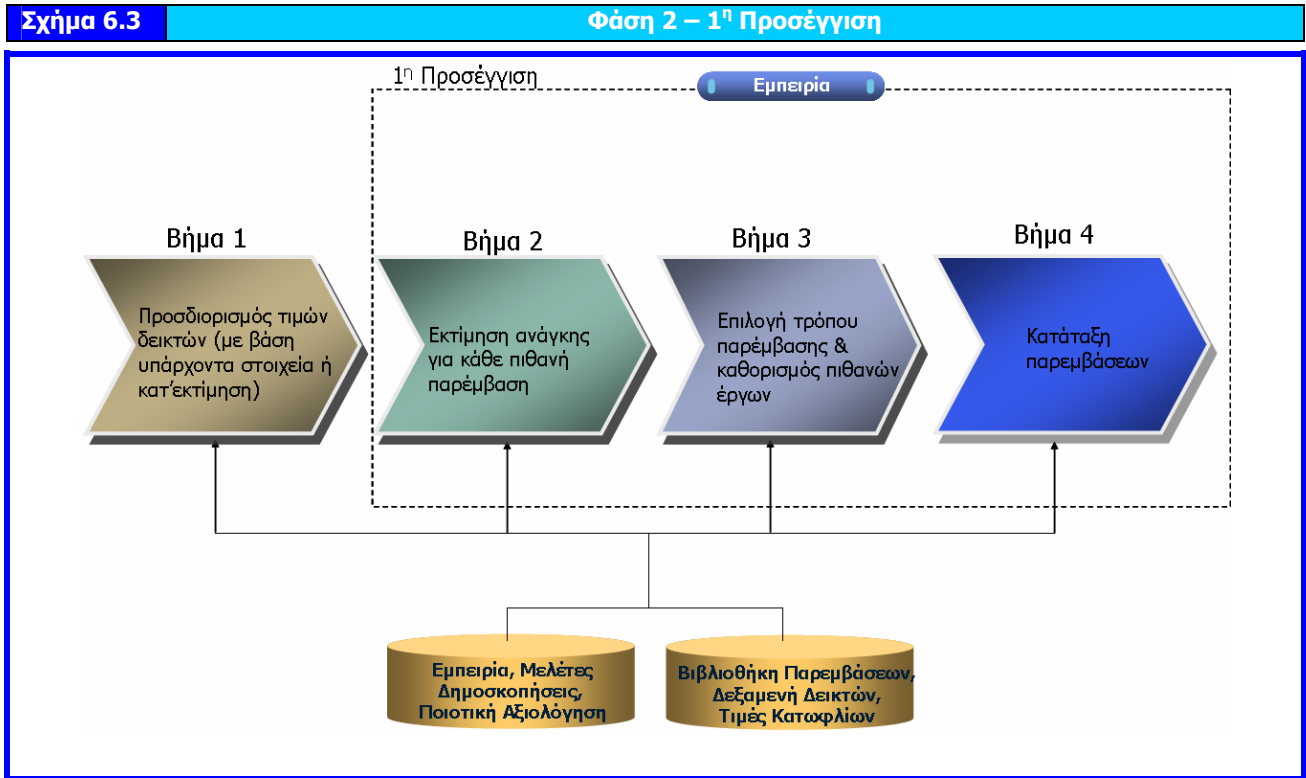 Σχήμα 6.3
Φάση 2 – 1η Προσέγγιση
1η Προσέγγιση
Εμπειρία
Βήμα 1
Προσδιορισμός τιμών
δεικτών (με βάση
υπάρχοντα στοιχεία ή
κατ'εκτίμηση)
Βήμα 2
Εκτίμηση ανάγκης
για κάθε πιθανή
παρέμβαση
Βήμα 3
Επιλογή τρόπου
παρέμβασης &
καθορισμός πιθανών
έργων
Βήμα 4
Κατάταξη
παρεμβάσεων
Εμπειρία, Μελέτες
Δημοσκοπήσεις,
Ποιοτική Αξιολόγηση
Βιβλιοθήκη Παρεμβάσεων,
Δεξαμενή Δεικτών,
Τιμές Κατωφλίων